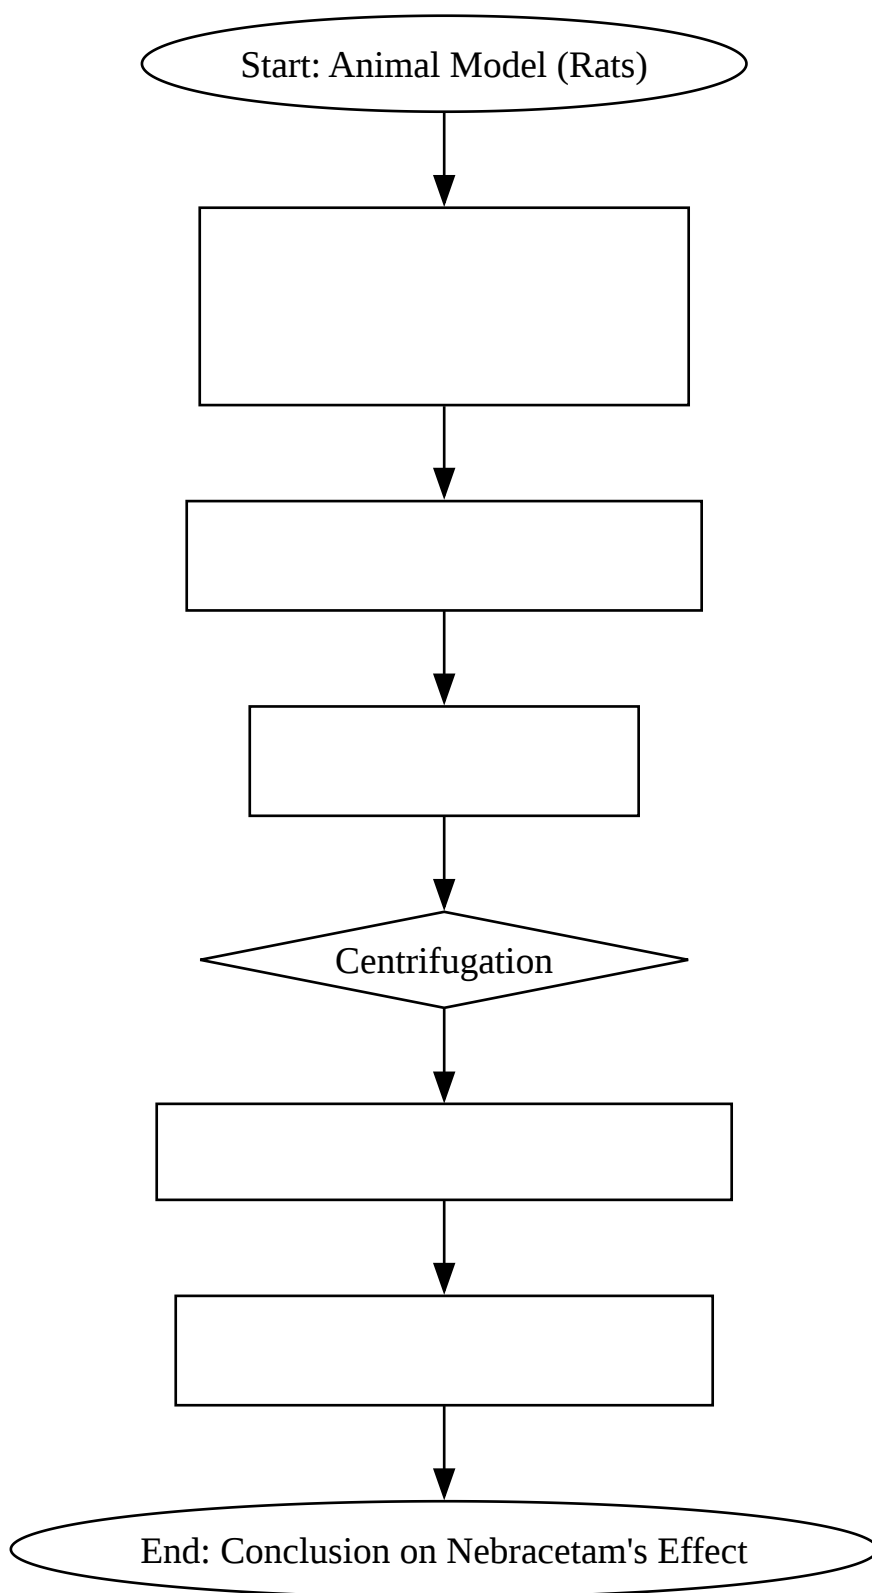 Start: Animal Model (Rats)
Centrifugation
End: Conclusion on Nebracetam's Effect